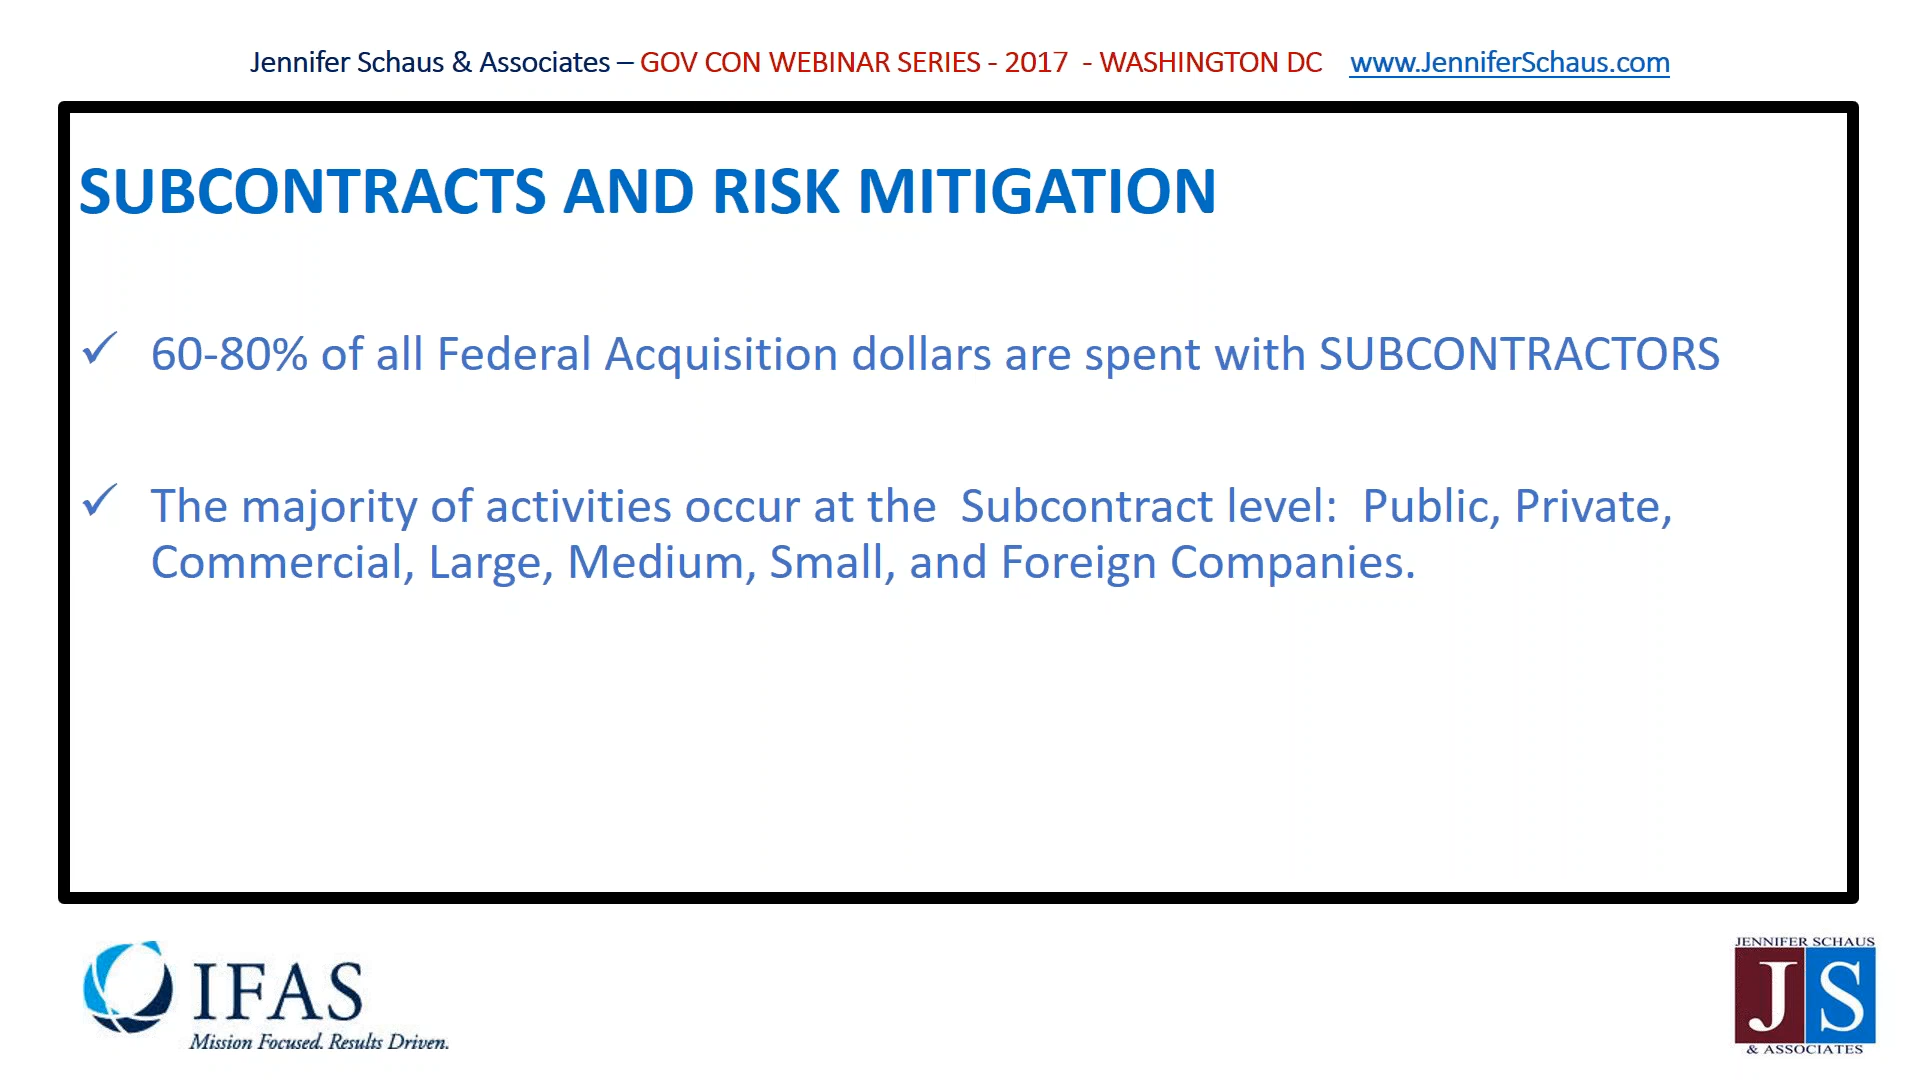 Jennifer Schaus & Associates – GOV CON WEBINAR SERIES - 2017 - WASHINGTON DC www.JenniferSchaus.com
SUBCONTRACTS AND RISK MITIGATION
✓ 60-80% of all Federal Acquisition dollars are spent with SUBCONTRACTORS
✓ The majority of activities occur at the Subcontract level: Public, Private,
Commercial, Large, Medium, Small, and Foreign Companies.
IFAS
Mission Focused. Results Driven.
JENNIFER SCHAUS
JS
& ASSOCIATES